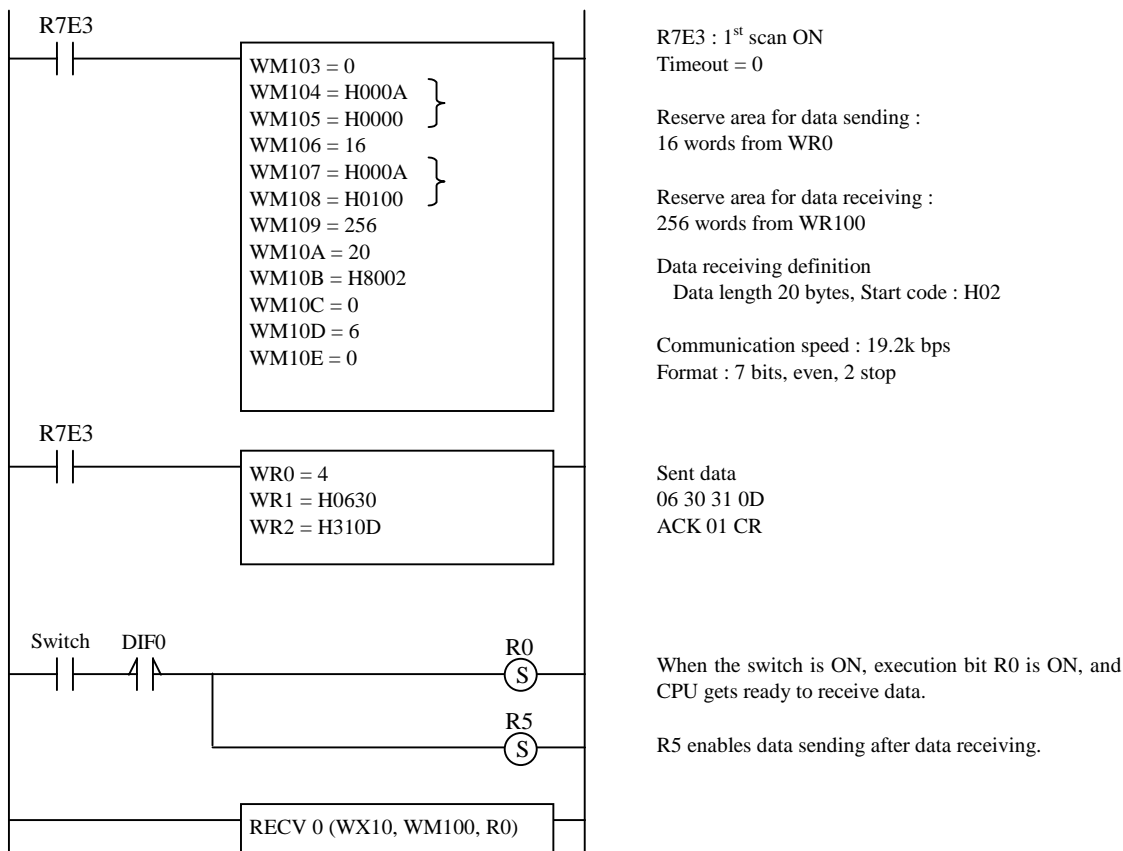 R7E3
WM103 = 0
WM104 = H000A
WM105 = H0000
WM106 = 16
WM107 = H000A
WM108 = H0100
WM109 = 256
WM10A = 20
WM10B = H8002
WM10C = 0
WM10D = 6
WM10E = 0
R7E3 : 1st scan ON
Timeout = 0
Reserve area for data sending :
16 words from WR0
Reserve area for data receiving :
256 words from WR100
Data receiving definition
Data length 20 bytes, Start code : H02
Communication speed : 19.2k bps
Format : 7 bits, even, 2 stop
R7E3
WR0 = 4
WR1 = H0630
WR2 = H310D
Sent data
06 30 31 0D
ACK 01 CR
Switch DIF0
R0
S
R5
S
When the switch is ON, execution bit R0 is ON, and
CPU gets ready to receive data.
R5 enables data sending after data receiving.
RECV 0 (WX10, WM100, R0)